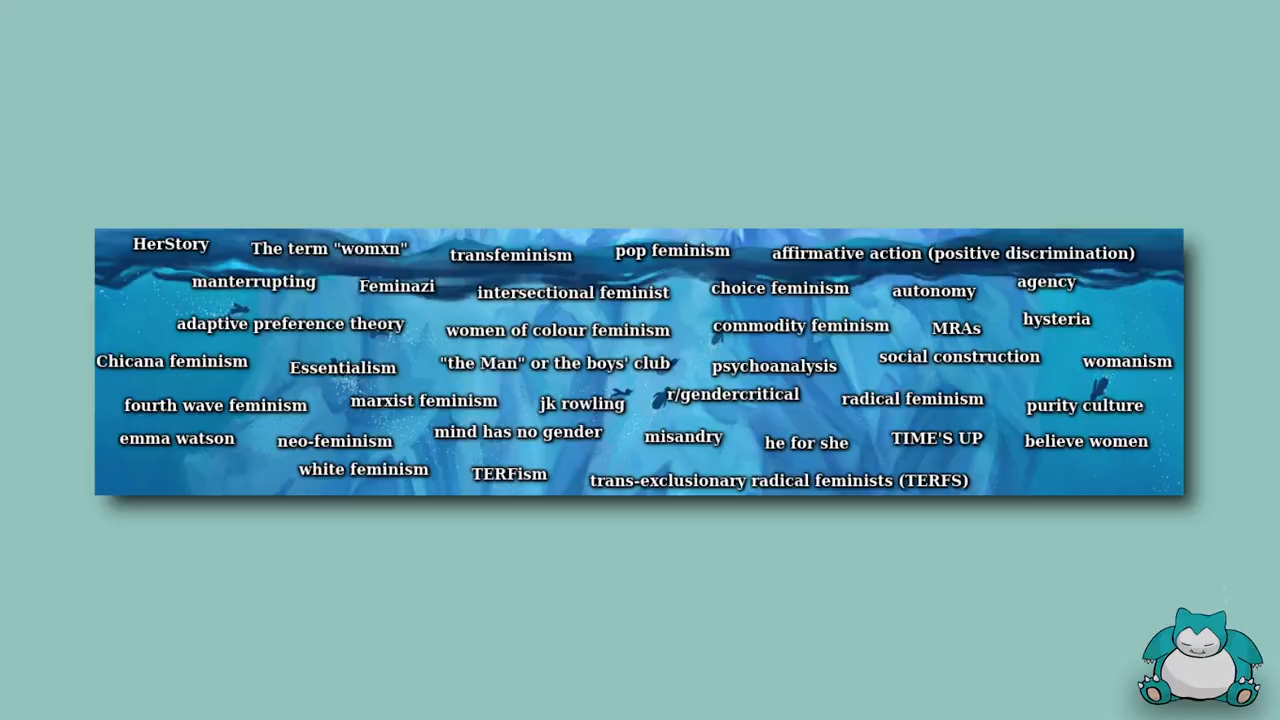 HerStory
The term "womxn"
transfeminism
pop feminism
affirmative action (positive discrimination)
manterrupting
Feminazi
intersectional feminist
choice feminism
autonomy
agency
adaptive preference theory
women of colour feminism
commodity feminism
MRAs
hysteria
Chicana feminism
Essentialism
"the Man" or the boys' club
psychoanalysis
social construction
womanism
fourth wave feminism
marxist feminism
jk rowling
r/gendercritical
radical feminism
purity culture
emma watson
neo-feminism
mind has no gender
misandry
he for she
TIME'S UP
believe women
white feminism
TERFism
trans-exclusionary radical feminists (TERFS)